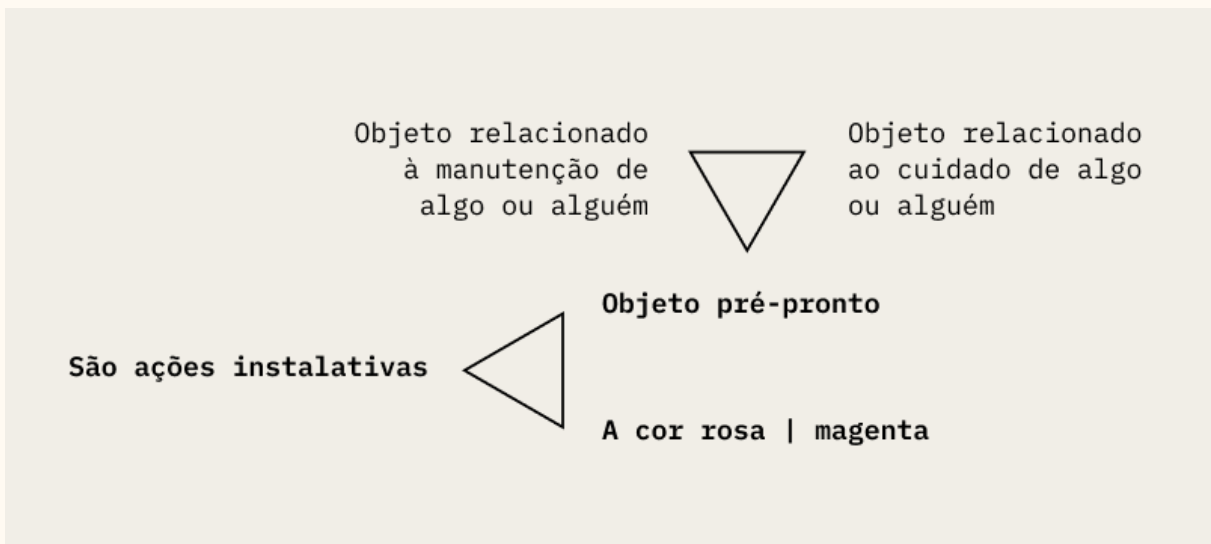 Objeto relacionado
à manutenção de
algo ou alguém
Objeto relacionado
ao cuidado de algo
ou alguém
Objeto pré-pronto
São ações instalativas
A cor rosa | magenta